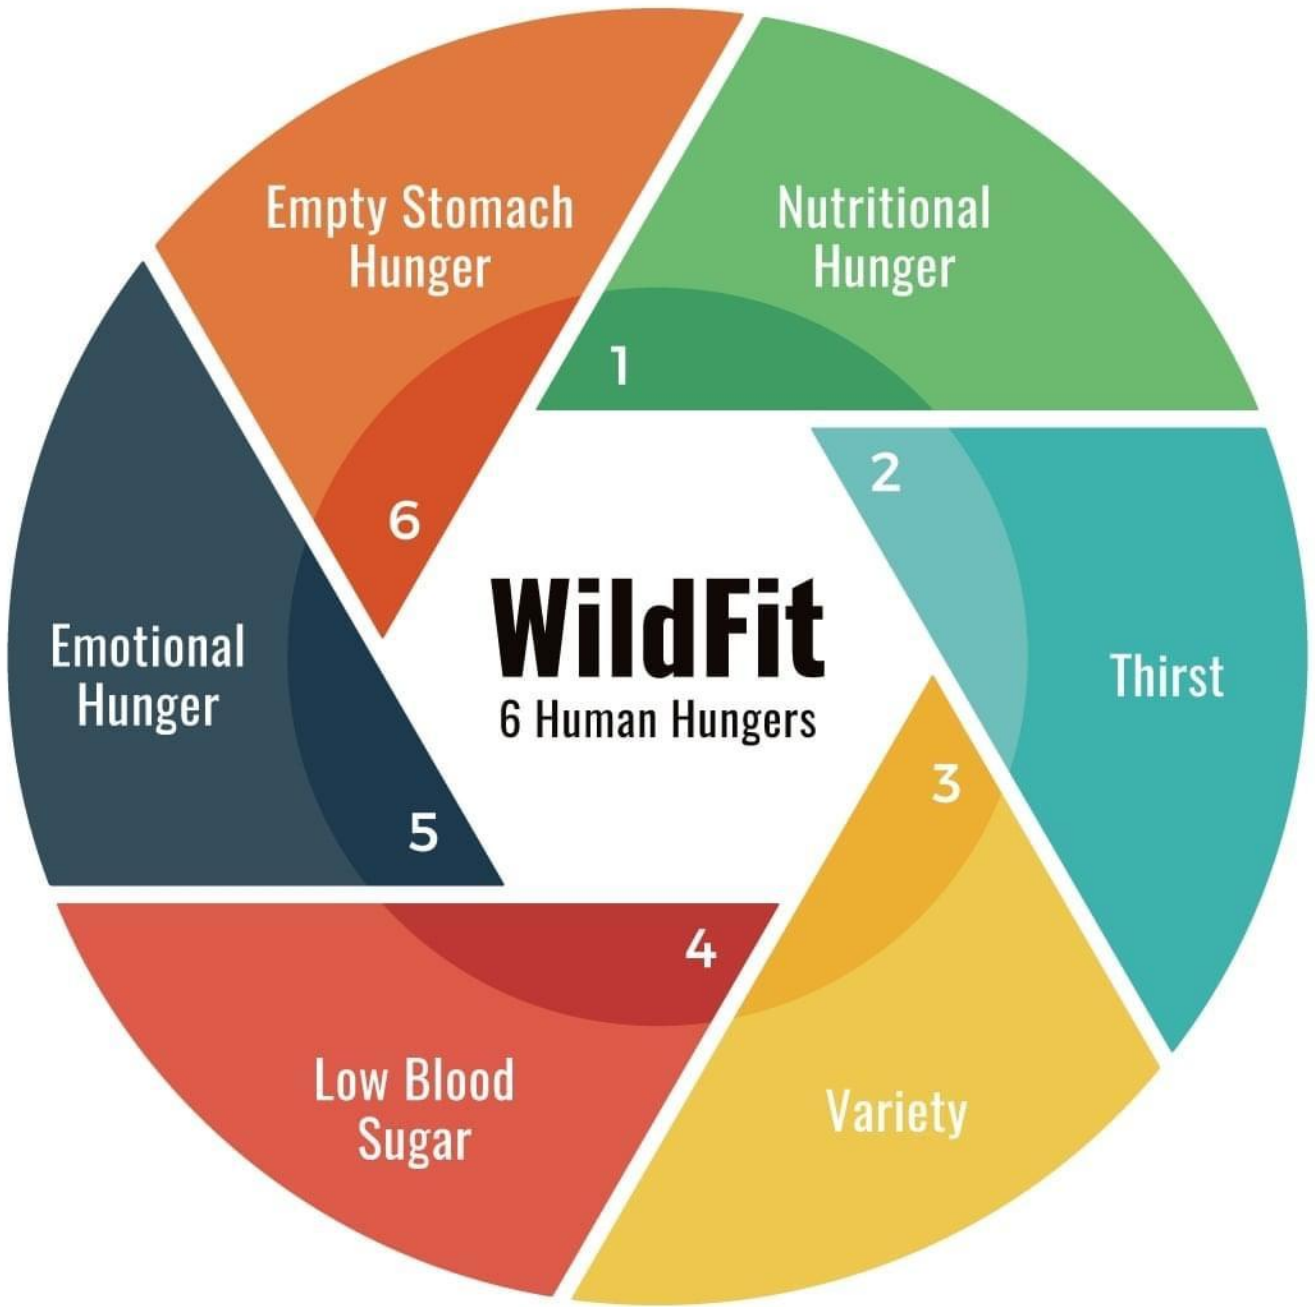 WildFit
6 Human Hungers
1
Nutritional
Hunger
2
Thirst
3
Variety
4
Low Blood
Sugar
5
Emotional
Hunger
6
Empty Stomach
Hunger